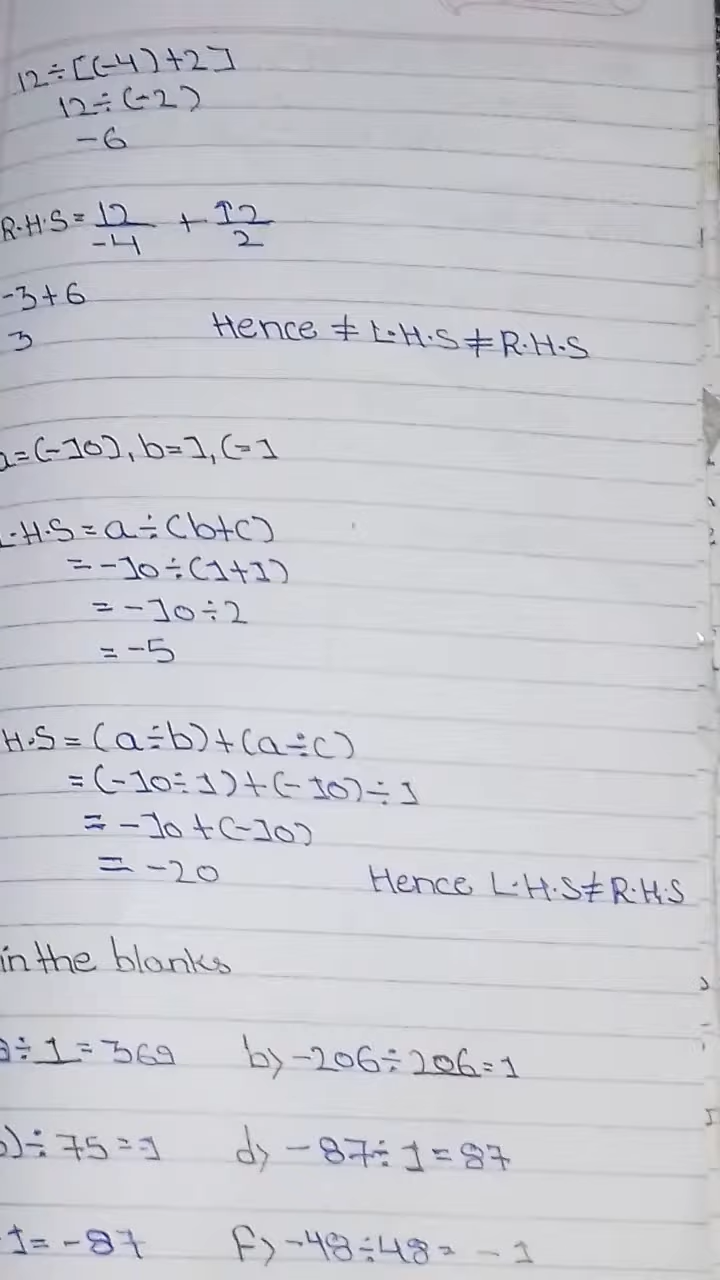 12÷[(-4)+2]
12÷(-2)
-6
R.H.S = 12/-4 + 12/2
-3+6
3 Hence ≠ L.H.S ≠ R.H.S
a=(-10), b=1, c=1
L.H.S = a÷(b+c)
= -10÷(1+1)
= -10÷2
= -5
H.S = (a÷b)+(a÷c)
= (-10÷1)+(-10)÷1
= -10+(-10)
= -20 Hence L.H.S≠R.H.S
in the blanks
÷1=369 b) -206÷206=1
)÷75=-1 d) -87÷1=87
1=-87 f) -48÷48= -1